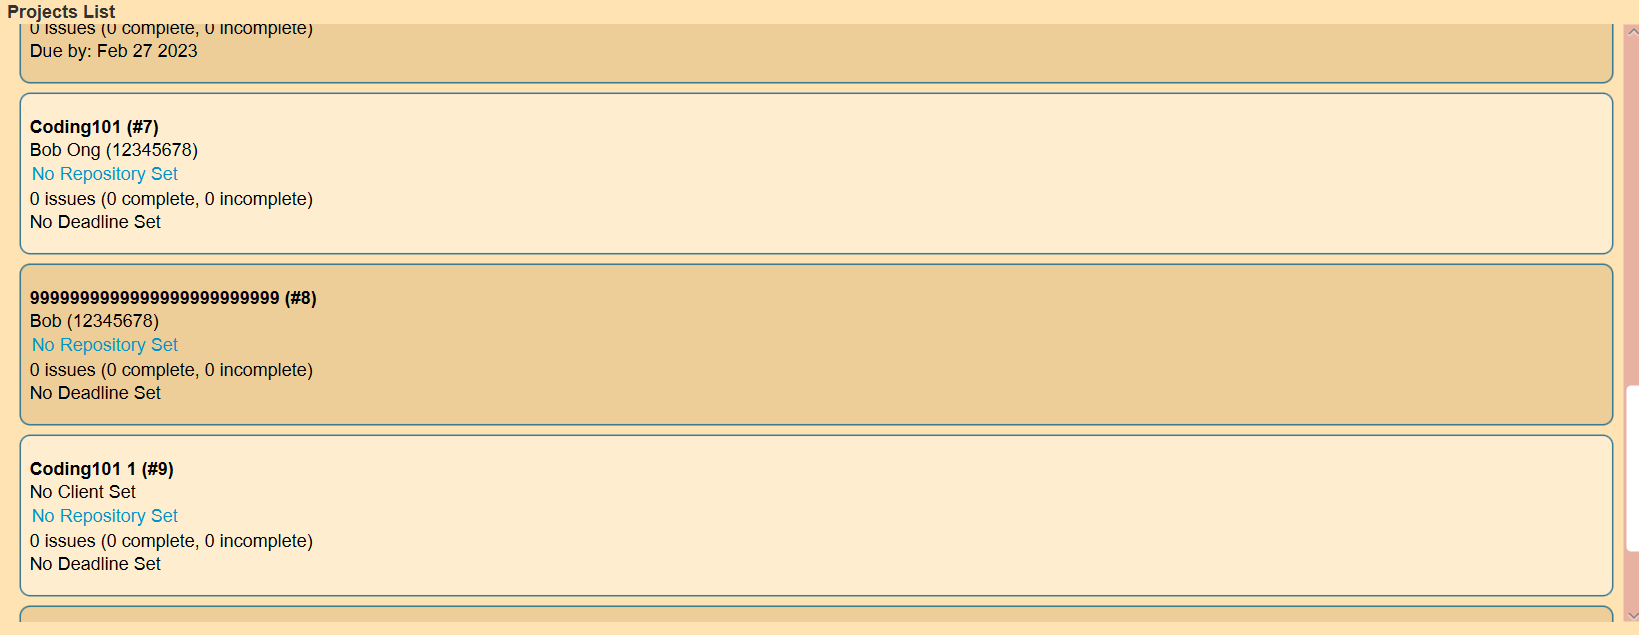 Projects List
0 issues (0 complete, 0 incomplete)
Due by: Feb 27 2023
Coding101 (#7)
Bob Ong (12345678)
No Repository Set
0 issues (0 complete, 0 incomplete)
No Deadline Set
9999999999999999999999999 (#8)
Bob (12345678)
No Repository Set
0 issues (0 complete, 0 incomplete)
No Deadline Set
Coding101 1 (#9)
No Client Set
No Repository Set
0 issues (0 complete, 0 incomplete)
No Deadline Set